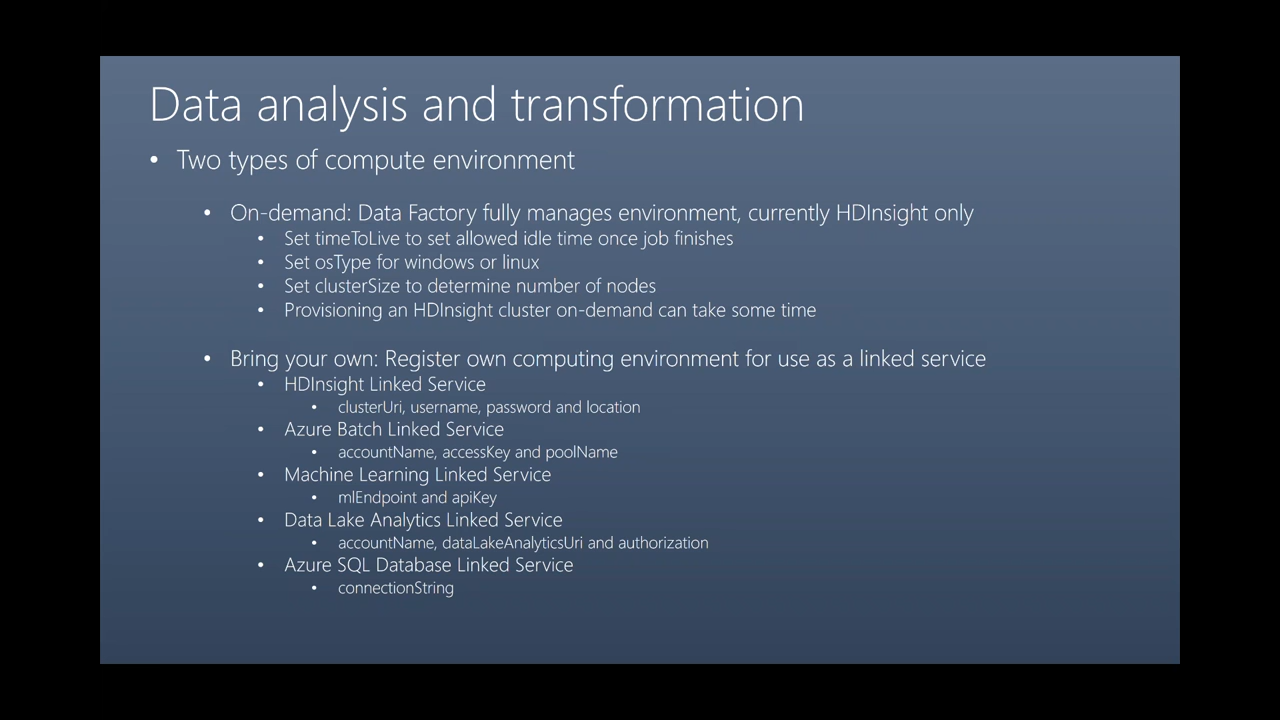 Data analysis and transformation
• Two types of compute environment
• On-demand: Data Factory fully manages environment, currently HDInsight only
• Set timeToLive to set allowed idle time once job finishes
• Set osType for windows or linux
• Set clusterSize to determine number of nodes
• Provisioning an HDInsight cluster on-demand can take some time
• Bring your own: Register own computing environment for use as a linked service
• HDInsight Linked Service
• clusterUri, username, password and location
• Azure Batch Linked Service
• accountName, accessKey and poolName
• Machine Learning Linked Service
• mlEndpoint and apiKey
• Data Lake Analytics Linked Service
• accountName, dataLakeAnalyticsUri and authorization
• Azure SQL Database Linked Service
• connectionString